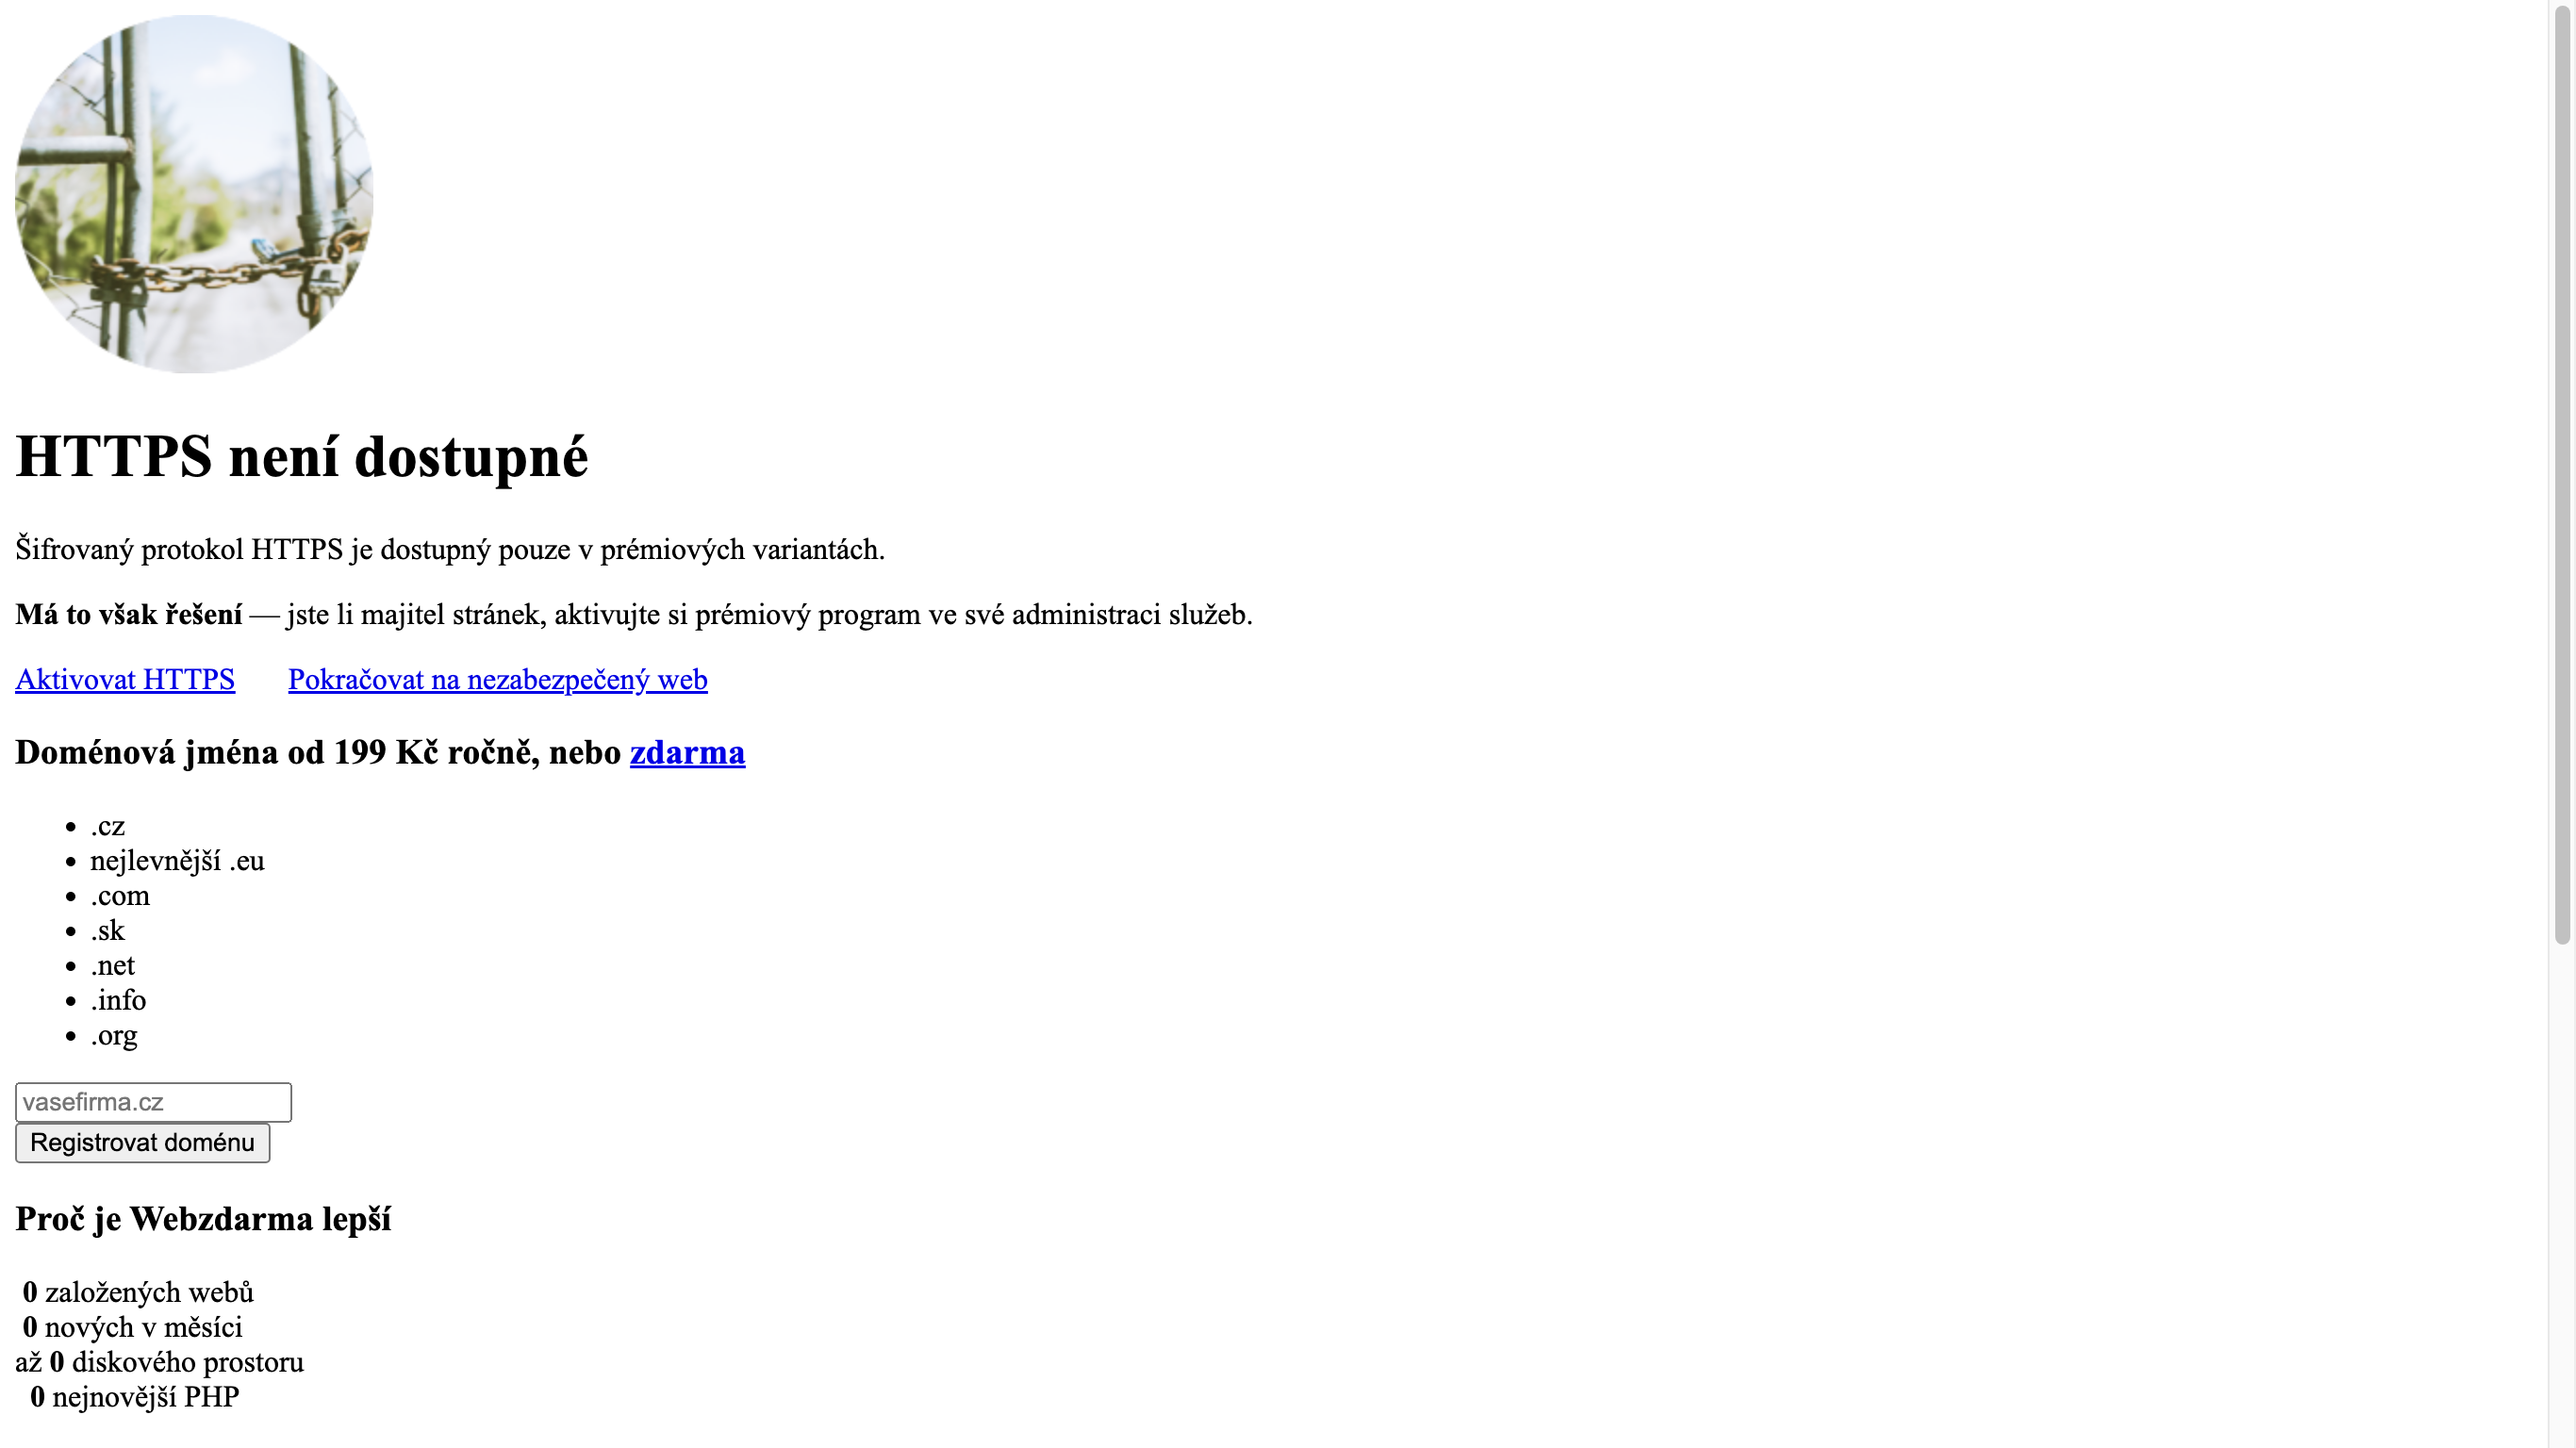 HTTPS není dostupné
Šifrovaný protokol HTTPS je dostupný pouze v prémiových variantách.
Má to však řešení — jste li majitel stránek, aktivujte si prémiový program ve své administraci služeb.
Aktivovat HTTPS Pokračovat na nezabezpečený web
Doménová jména od 199 Kč ročně, nebo zdarma
.cz
nejlevnější .eu
.com
.sk
.net
.info
.org
vasefirma.cz
Registrovat doménu
Proč je Webzdarma lepší
0 založených webů
0 nových v měsíci
až 0 diskového prostoru
0 nejnovější PHP